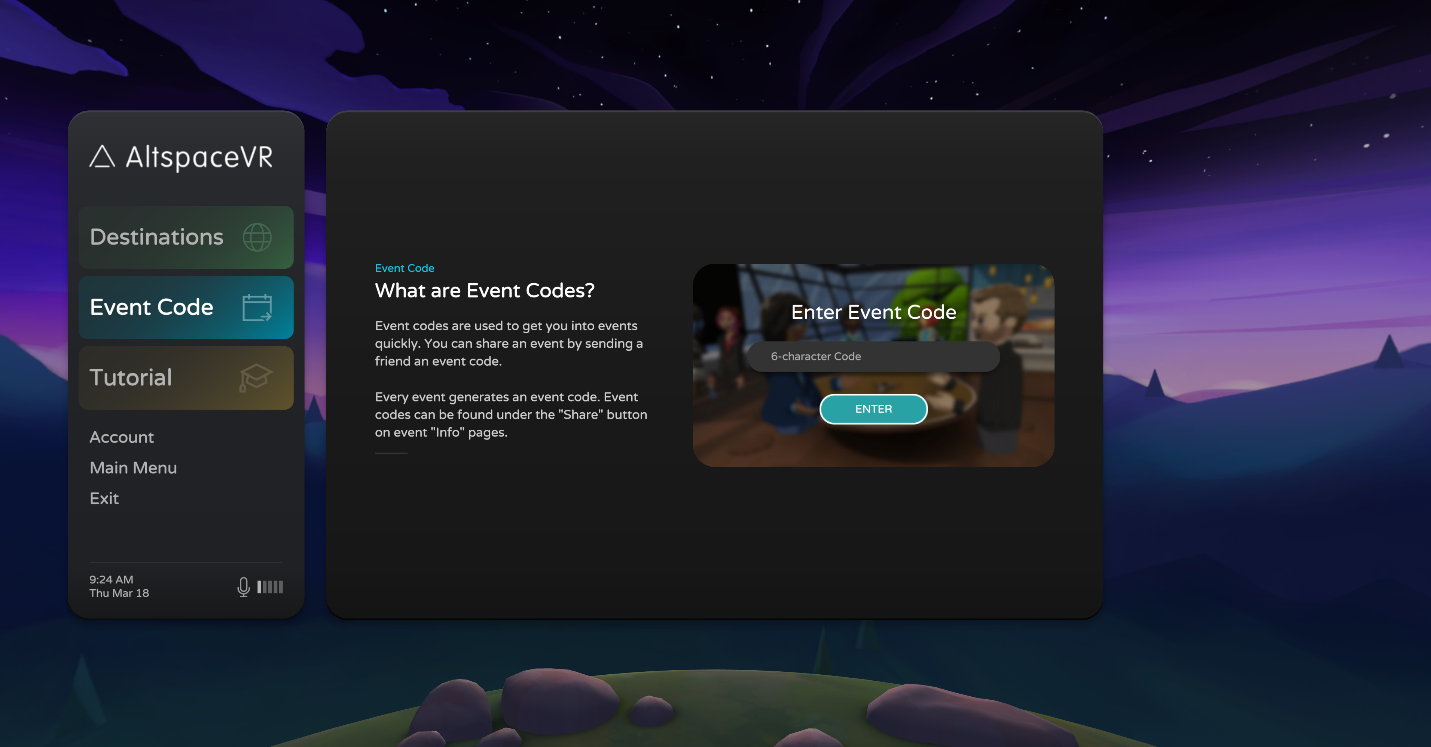 AltspaceVR
Destinations
Event Code
Tutorial
Account
Main Menu
Exit
9:24 AM
Thu Mar 18
Event Code
What are Event Codes?
Event codes are used to get you into events
quickly. You can share an event by sending a
friend an event code.
Every event generates an event code. Event
codes can be found under the "Share" button
on event "Info" pages.
Enter Event Code
6-character Code
ENTER